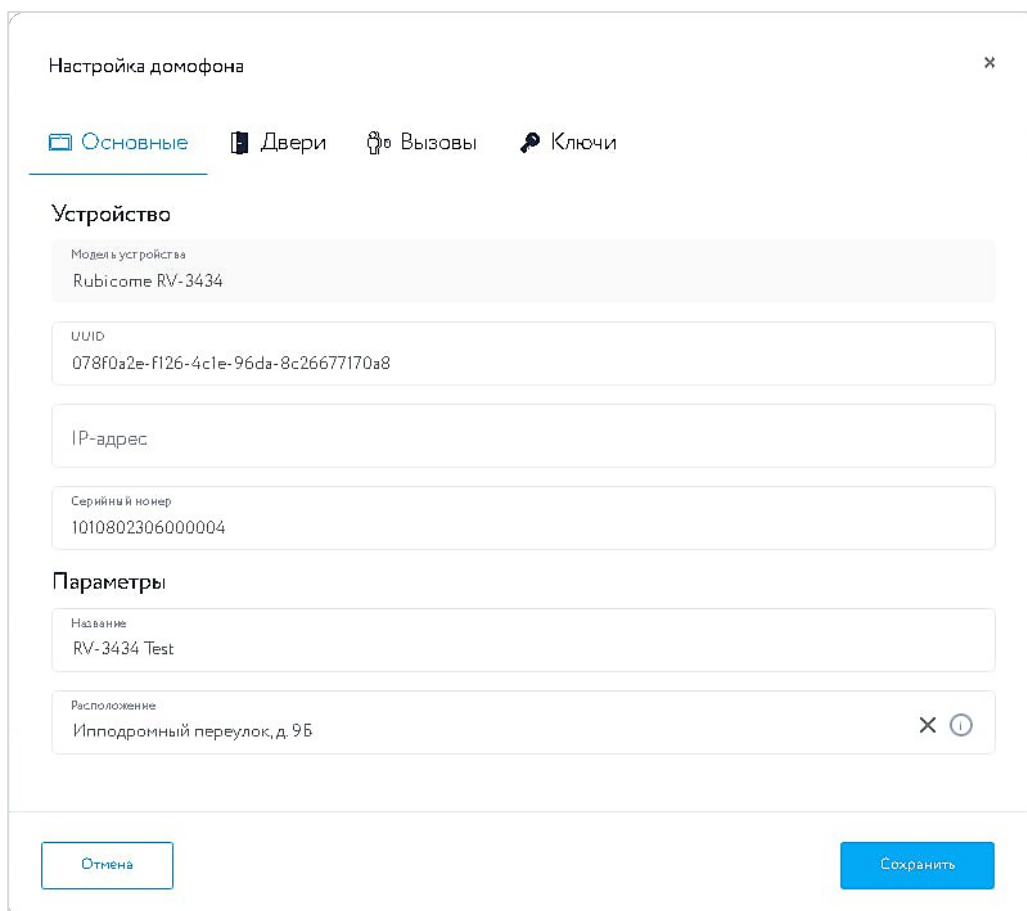 Настройка домофона
Основные Двери Вызовы Ключи
Устройство
Модель устройства
Rubicome RV-3434
UUID
078f0a2e-f126-4c1e-96da-8c26677170a8
IP-адрес
Серийный номер
1010802306000004
Параметры
Название
RV-3434 Test
Расположение
Ипподромный переулок, д. 9Б
Отмена Сохранить